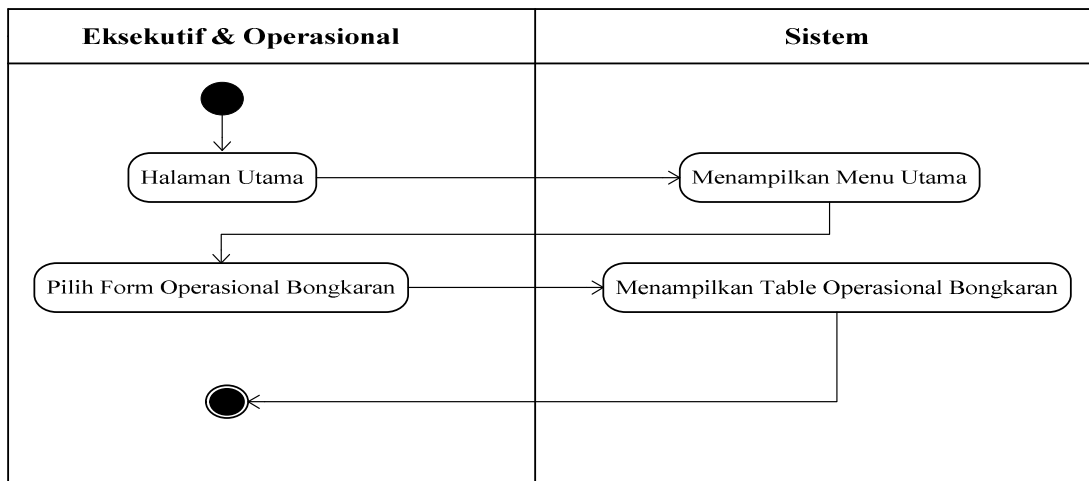 Eksekutif & Operasional
Sistem
Halaman Utama
Menampilkan Menu Utama
Pilih Form Operasional Bongkaran
Menampilkan Table Operasional Bongkaran